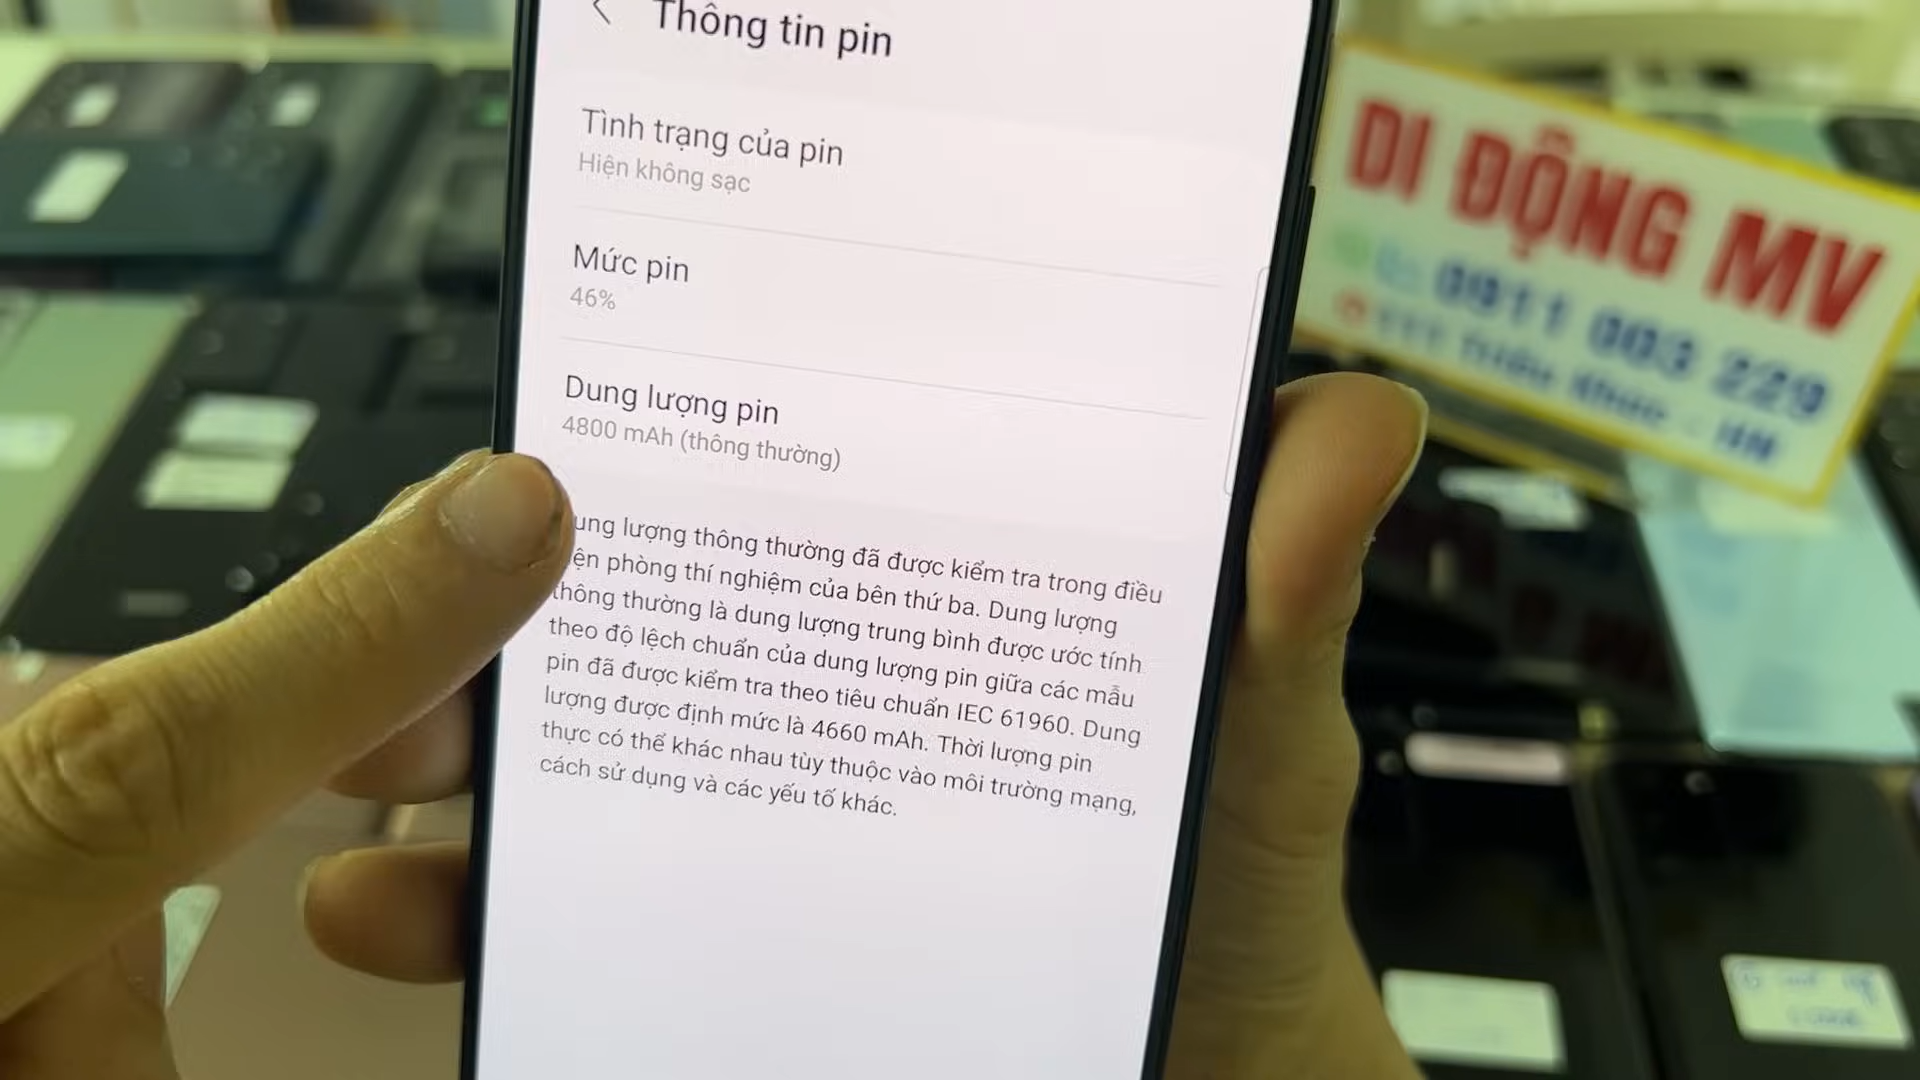 Thông tin pin
Tình trạng của pin
Hiện không sạc
Mức pin
46%
Dung lượng pin
4800 mAh (thông thường)
ung lượng thông thường đã được kiểm tra trong điều
ện phòng thí nghiệm của bên thứ ba. Dung lượng
thông thường là dung lượng trung bình được ước tính
theo độ lệch chuẩn của dung lượng pin giữa các mẫu
pin đã được kiểm tra theo tiêu chuẩn IEC 61960. Dung
lượng được định mức là 4660 mAh. Thời lượng pin
thực có thể khác nhau tùy thuộc vào môi trường mạng,
cách sử dụng và các yếu tố khác.
DI ĐỘNG MV
0911 003 229
- HN